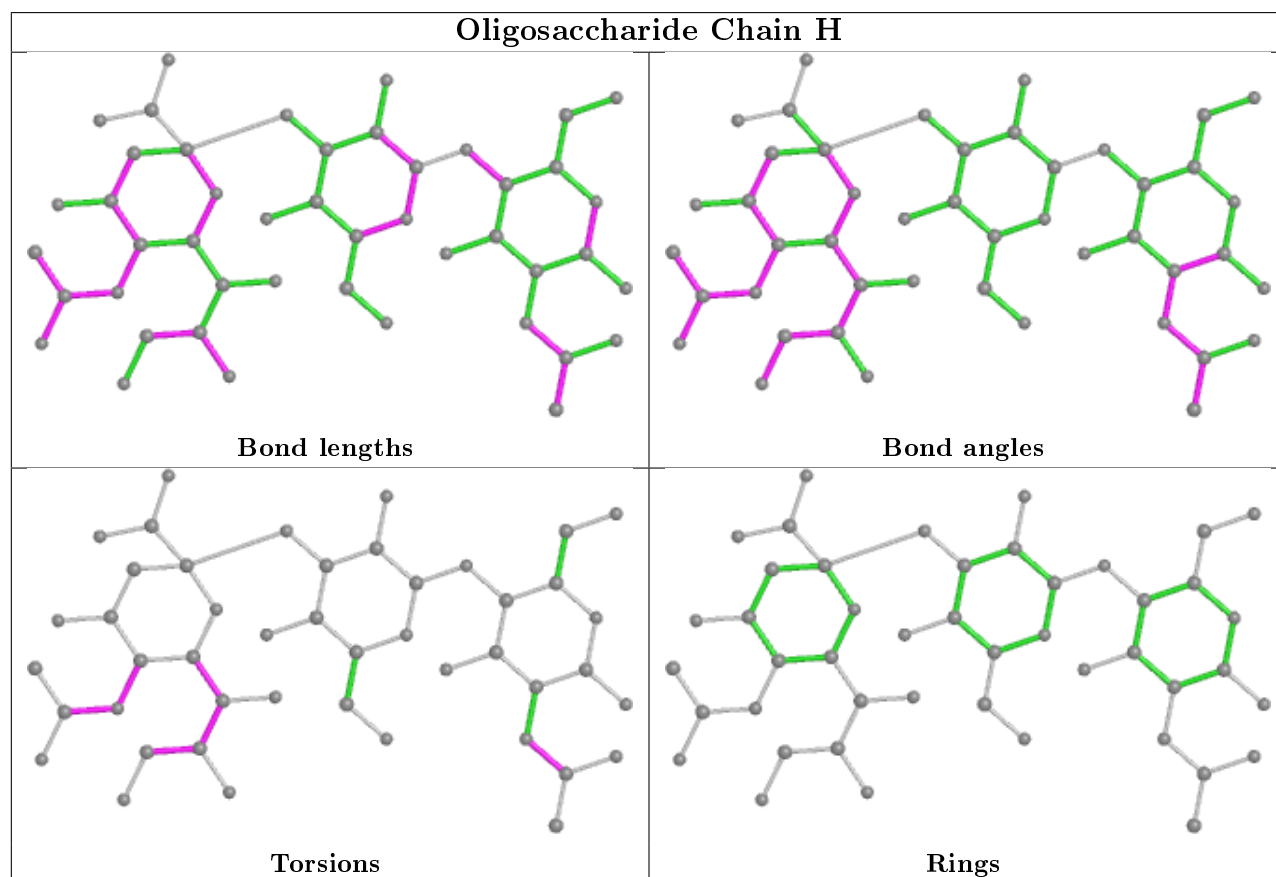 Oligosaccharide Chain H
Bond lengths
Bond angles
Torsions
Rings